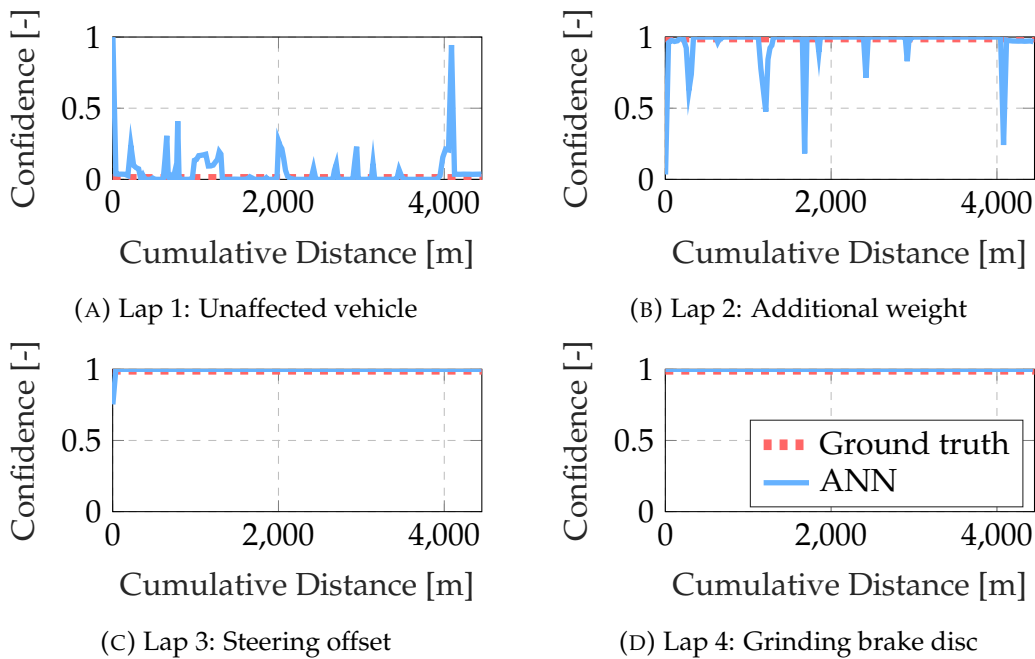 Confidence [-]
1
0.5
0
0
2,000
4,000
Cumulative Distance [m]
(A) Lap 1: Unaffected vehicle
Confidence [-]
1
0.5
0
0
2,000
4,000
Cumulative Distance [m]
(B) Lap 2: Additional weight
Confidence [-]
1
0.5
0
0
2,000
4,000
Cumulative Distance [m]
(C) Lap 3: Steering offset
Confidence [-]
1
0.5
0
Ground truth
ANN
0
2,000
4,000
Cumulative Distance [m]
(D) Lap 4: Grinding brake disc